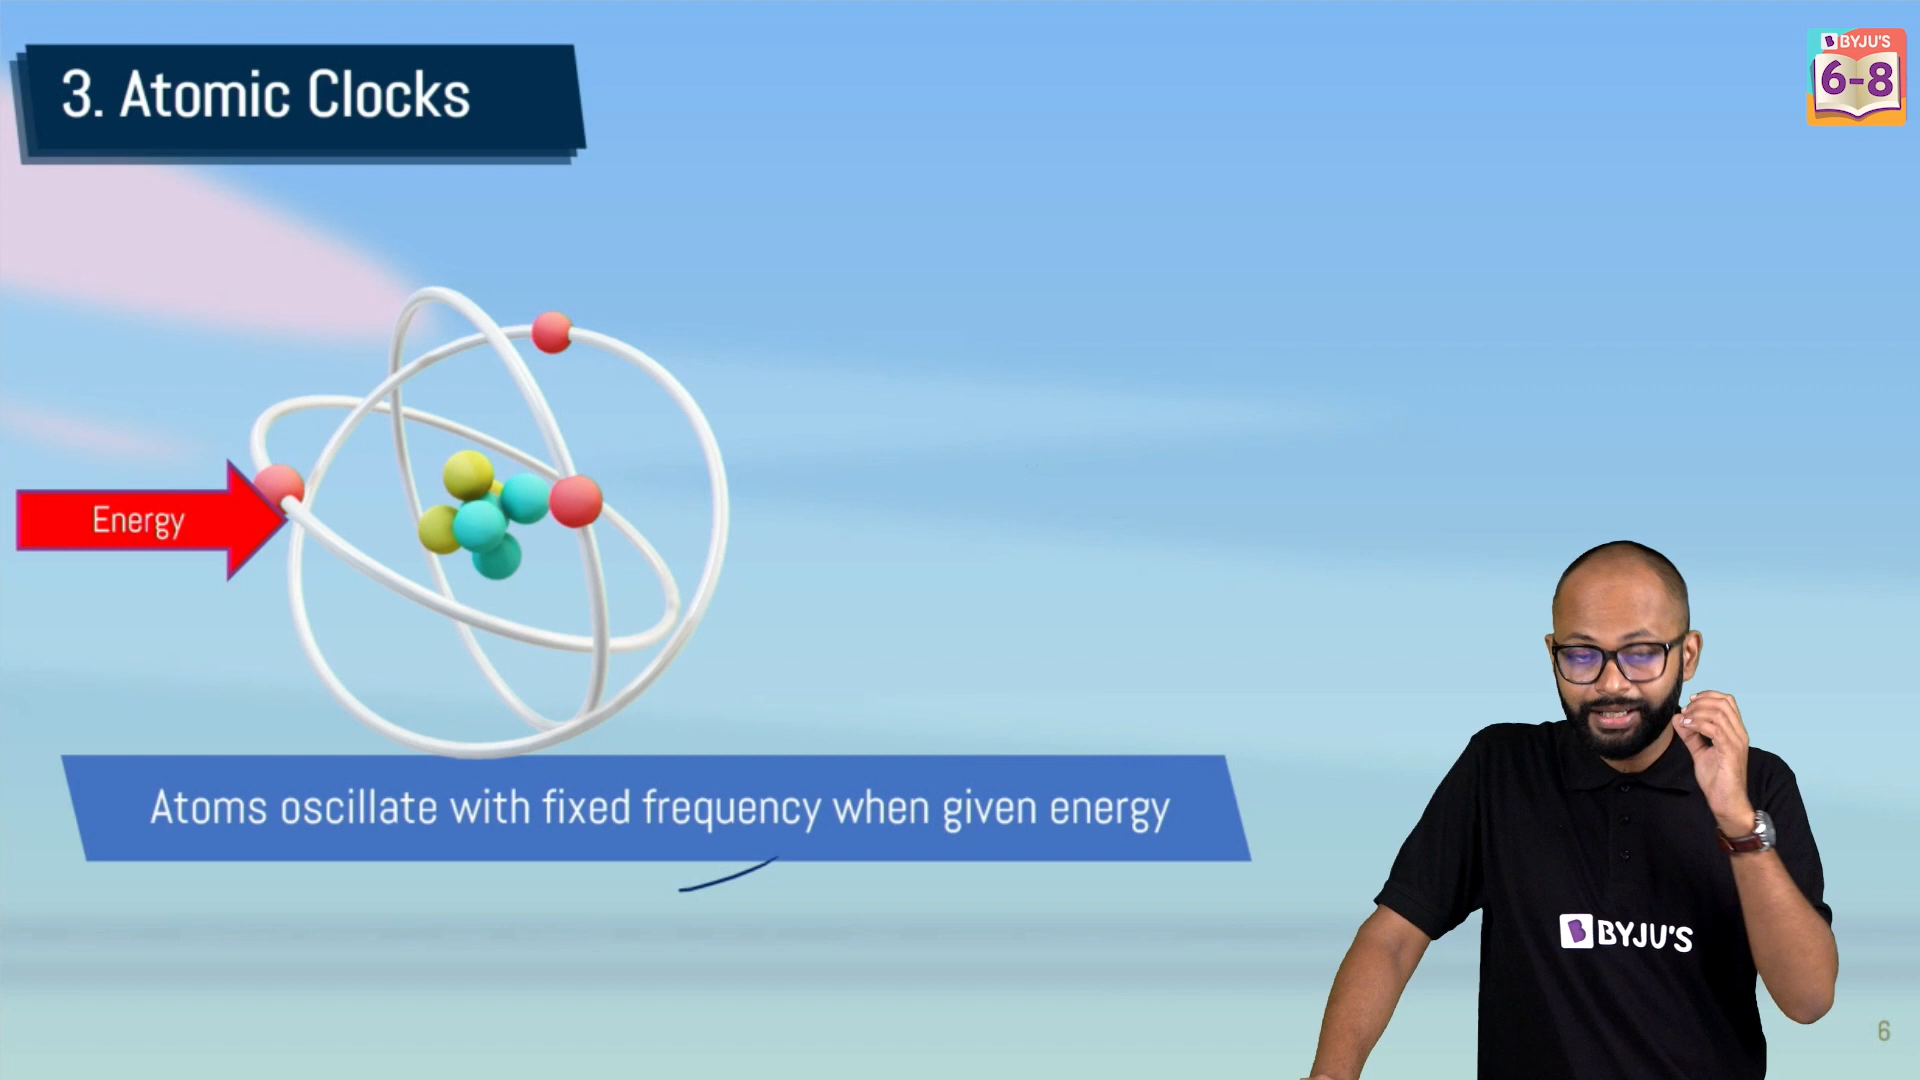 3. Atomic Clocks
BYJU'S
6-8
Energy
Atoms oscillate with fixed frequency when given energy
BYJU'S
6